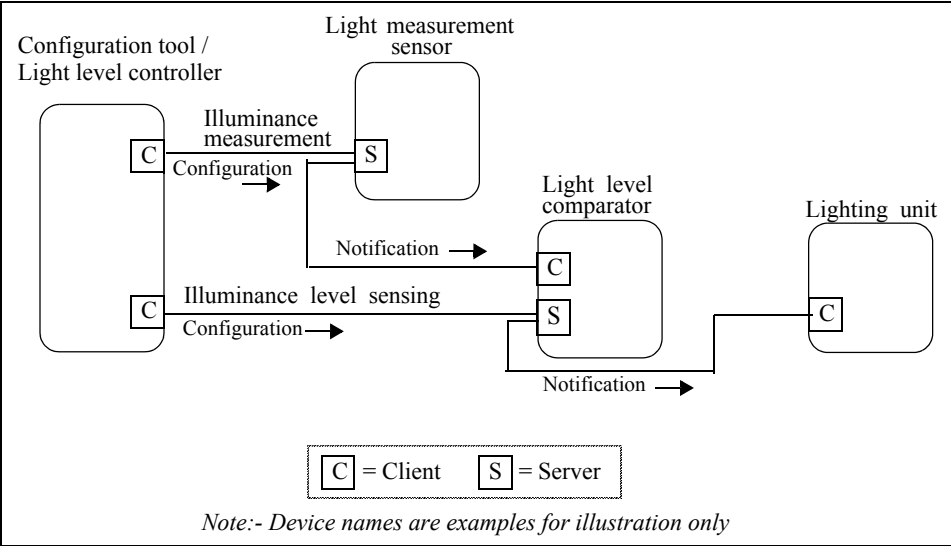 Light measurement
sensor
Configuration tool /
Light level controller
Illuminance
measurement
C
S
Configuration
Light level
comparator
Lighting unit
Notification
C
Illuminance level sensing
C
S
C
Configuration
Notification
C = Client S = Server
Note:- Device names are examples for illustration only